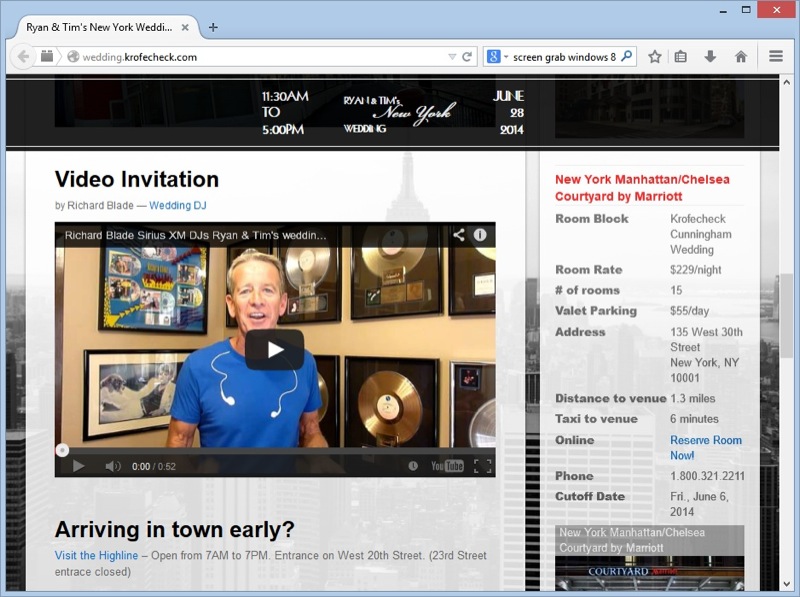 Ryan & Tim's New York Weddi...
wedding.krofecheck.com
screen grab windows 8
11:30AM
TO
5:00PM
RYAN & TIM'S
New York
WEDDING
JUNE
28
2014
Video Invitation
by Richard Blade — Wedding DJ
Richard Blade Sirius XM DJs Ryan & Tim's weddin...
0:00 / 0:52
YouTube
Arriving in town early?
Visit the Highline – Open from 7AM to 7PM. Entrance on West 20th Street. (23rd Street
entrace closed)
New York Manhattan/Chelsea
Courtyard by Marriott
Room Block Krofecheck
Cunningham
Wedding
Room Rate $229/night
# of rooms 15
Valet Parking $55/day
Address 135 West 30th
Street
New York, NY
10001
Distance to venue 1.3 miles
Taxi to venue 6 minutes
Online Reserve Room
Now!
Phone 1.800.321.2211
Cutoff Date Fri., June 6,
2014
New York Manhattan/Chelsea
Courtyard by Marriott
COURTYARD